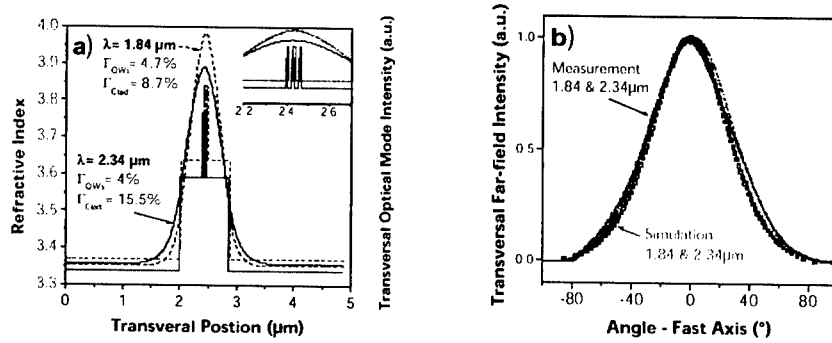 a)
λ = 1.84 µm
ΓQWs = 4.7%
ΓClad = 8.7%
λ = 2.34 µm
ΓQWs = 4%
ΓClad = 15.5%
4.0
3.9
3.8
3.7
3.6
3.5
3.4
3.3
Refractive Index
0
1
2
3
4
5
Transveral Postion (µm)
2 2
2 4
2 6
Transversal Optical Mode Intensity (a.u.)
b)
Transversal Far-field Intensity (a.u.)
1 0
0 5
0 0
Measurement
1.84 & 2.34µm
Simulation
1.84 & 2.34µm
-80
-40
0
40
80
Angle - Fast Axis (°)